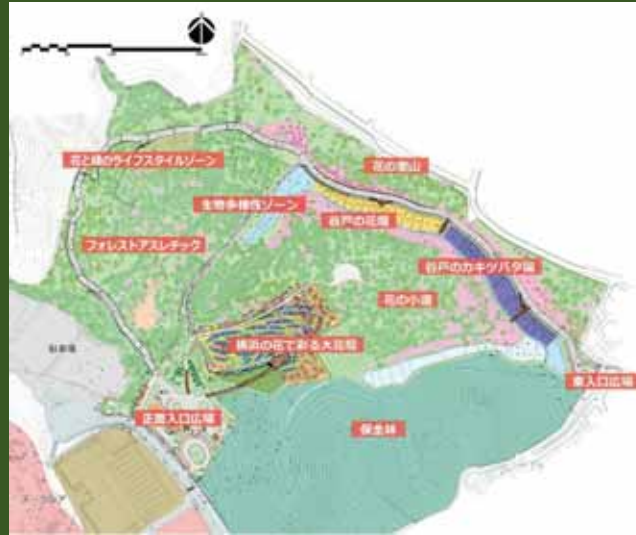 花と緑のライフスタイルゾーン
花の里山
生物多様性ゾーン
谷戸の花畑
フォレストアスレチック
谷戸のカキツバタ園
花の小道
横浜の花で彩る大花壇
駐車場
東入口広場
正面入口広場
保全林